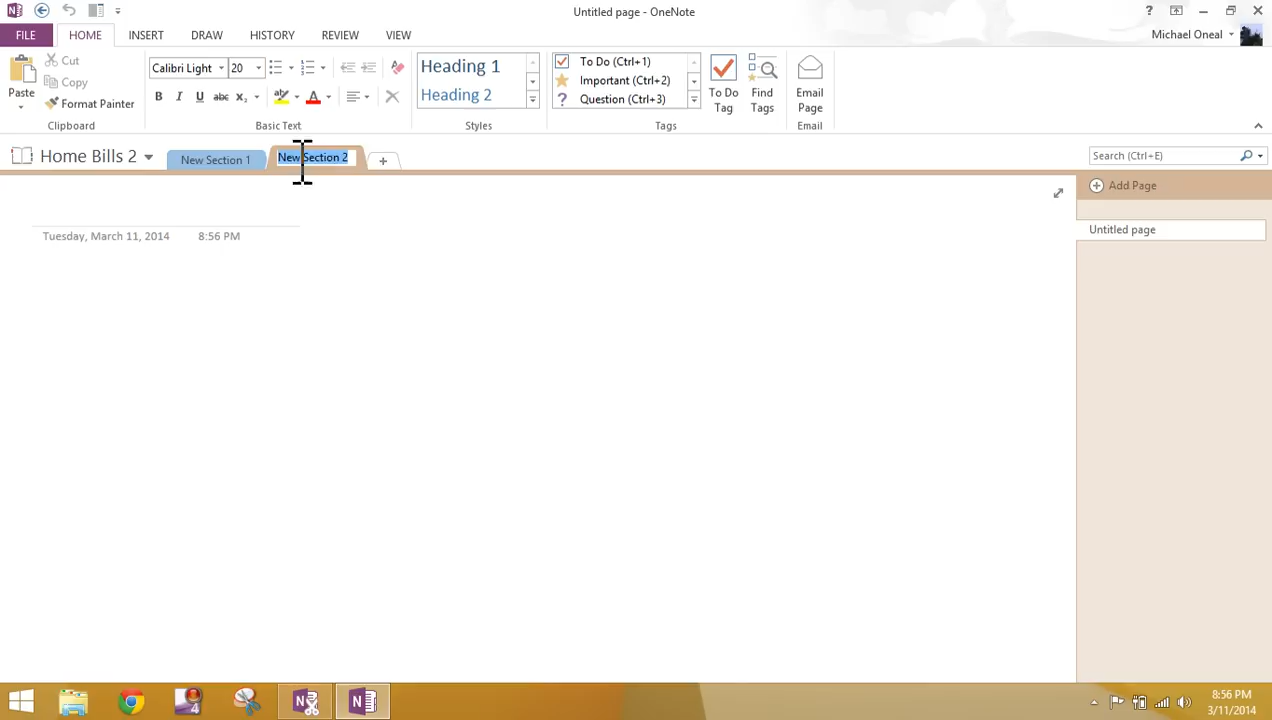 Untitled page - OneNote
?
FILE
HOME
INSERT
DRAW
HISTORY
REVIEW
VIEW
Michael Oneal
Paste
Cut
Copy
Format Painter
Clipboard
Calibri Light
20
B I U abc X₂ A
Basic Text
Heading 1
Heading 2
Styles
To Do (Ctrl+1)
Important (Ctrl+2)
? Question (Ctrl+3)
Tags
To Do
Tag
Find
Tags
Email
Page
Email
Home Bills 2
New Section 1
New Section 2
+
Search (Ctrl+E)
Add Page
Untitled page
Tuesday, March 11, 2014 8:56 PM
8:56 PM
3/11/2014